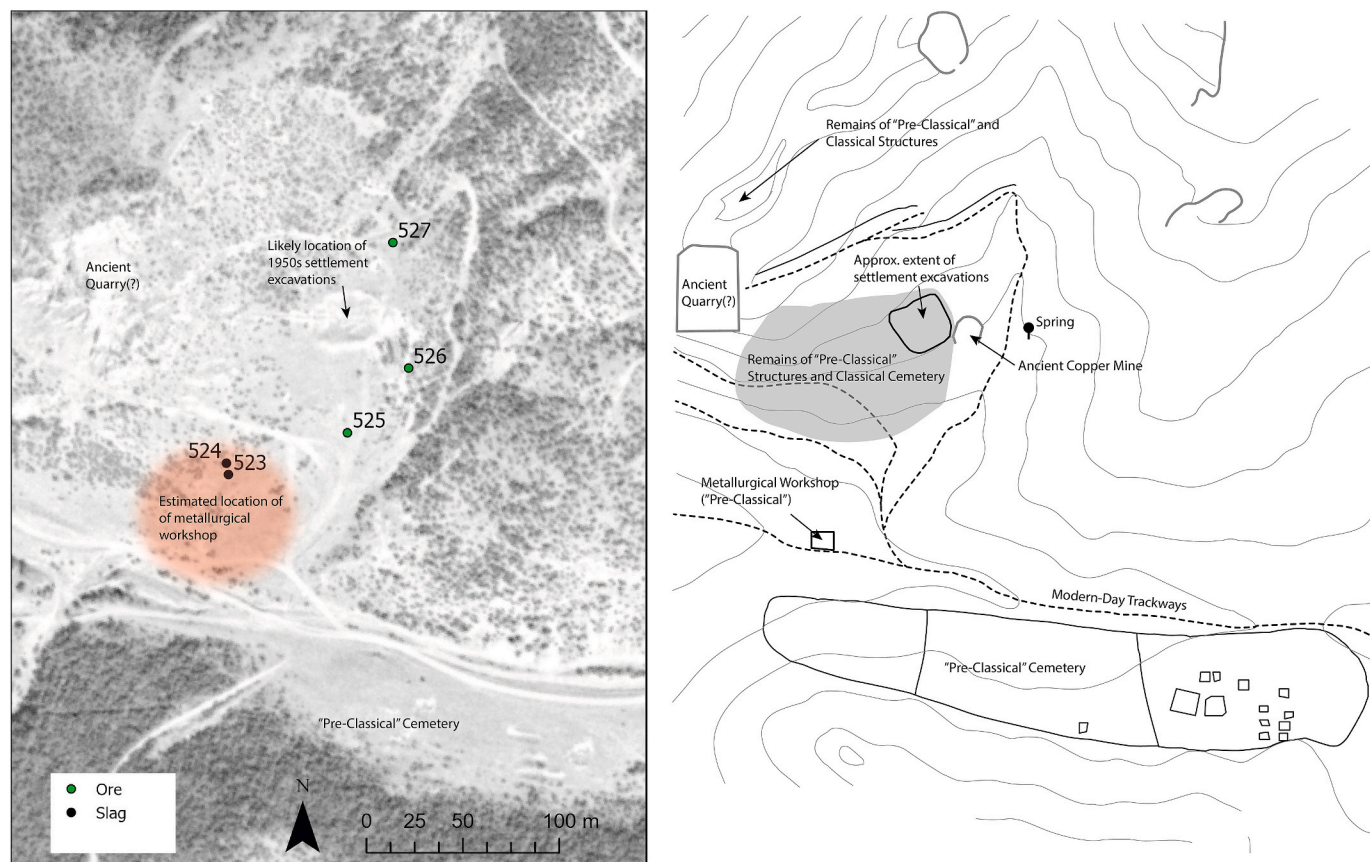 527
Likely location of
1950s settlement
excavations
Ancient
Quarry(?)
526
525
524
523
Estimated location of
of metallurgical
workshop
"Pre-Classical" Cemetery
Ore
Slag
N
0 25 50 100 m
Remains of "Pre-Classical" and
Classical Structures
Approx. extent of
settlement excavations
Ancient
Quarry(?)
Spring
Remains of "Pre-Classical"
Structures and Classical Cemetery
Ancient Copper Mine
Metallurgical Workshop
("Pre-Classical")
Modern-Day Trackways
"Pre-Classical" Cemetery